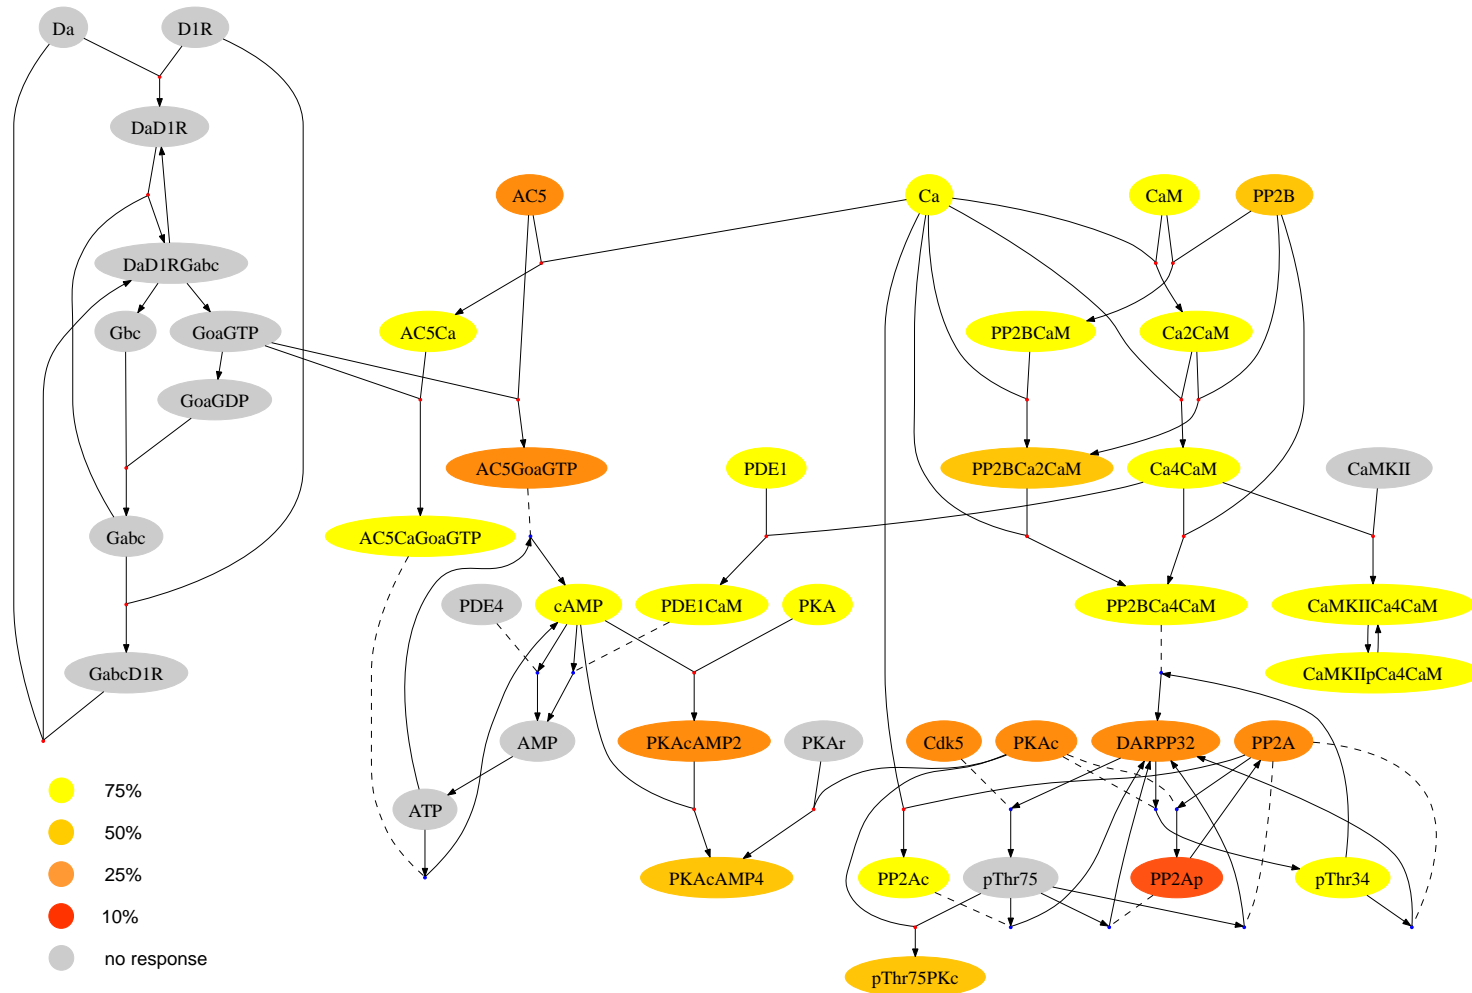 Da
D1R
DaD1R
AC5
Ca
CaM
PP2B
DaD1RGabc
Gbc
GoaGTP
AC5Ca
PP2BCaM
Ca2CaM
GoaGDP
AC5GoaGTP
PDE1
PP2BCa2CaM
Ca4CaM
CaMKII
Gabc
AC5CaGoaGTP
PDE4
cAMP
PDE1CaM
PKA
PP2BCa4CaM
CaMKIICa4CaM
GabcD1R
CaMKIIpCa4CaM
AMP
PKAcAMP2
PKAr
Cdk5
PKAc
DARPP32
PP2A
75%
ATP
50%
25%
PKAcAMP4
PP2Ac
pThr75
PP2Ap
pThr34
10%
no response
pThr75PKc